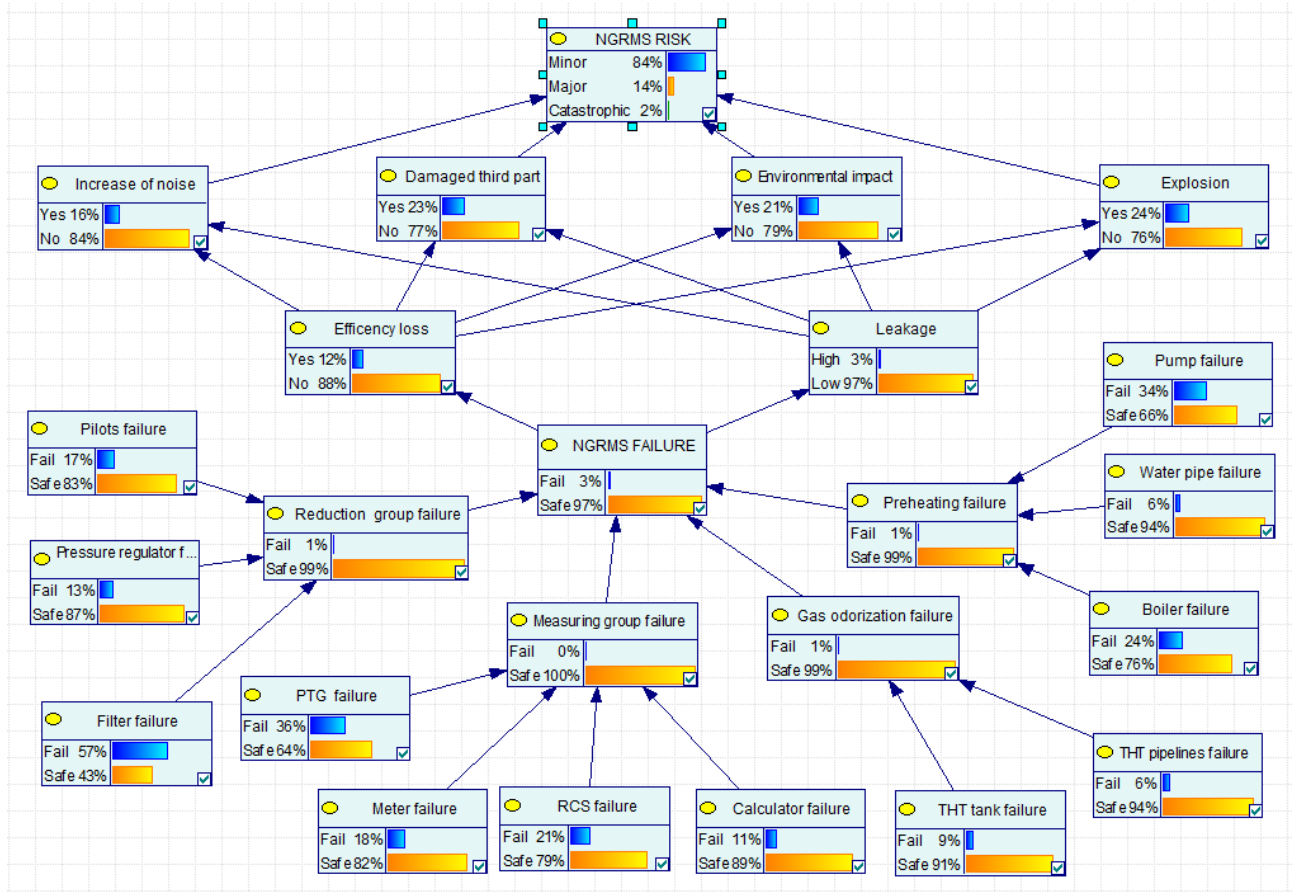 NGRMS RISK
Minor 84%
Major 14%
Catastrophic 2%
Increase of noise
Yes 16%
No 84%
Damaged third part
Yes 23%
No 77%
Environmental impact
Yes 21%
No 79%
Explosion
Yes 24%
No 76%
Efficency loss
Yes 12%
No 88%
Leakage
High 3%
Low 97%
Pump failure
Fail 34%
Safe 66%
Pilots failure
Fail 17%
Safe 83%
NGRMS FAILURE
Fail 3%
Safe 97%
Water pipe failure
Fail 6%
Safe 94%
Reduction group failure
Fail 1%
Safe 99%
Preheating failure
Fail 1%
Safe 99%
Pressure regulator f...
Fail 13%
Safe 87%
Boiler failure
Fail 24%
Safe 76%
Measuring group failure
Fail 0%
Safe 100%
Gas odorization failure
Fail 1%
Safe 99%
PTG failure
Fail 36%
Safe 64%
Filter failure
Fail 57%
Safe 43%
THT pipelines failure
Fail 6%
Safe 94%
Meter failure
Fail 18%
Safe 82%
RCS failure
Fail 21%
Safe 79%
Calculator failure
Fail 11%
Safe 89%
THT tank failure
Fail 9%
Safe 91%